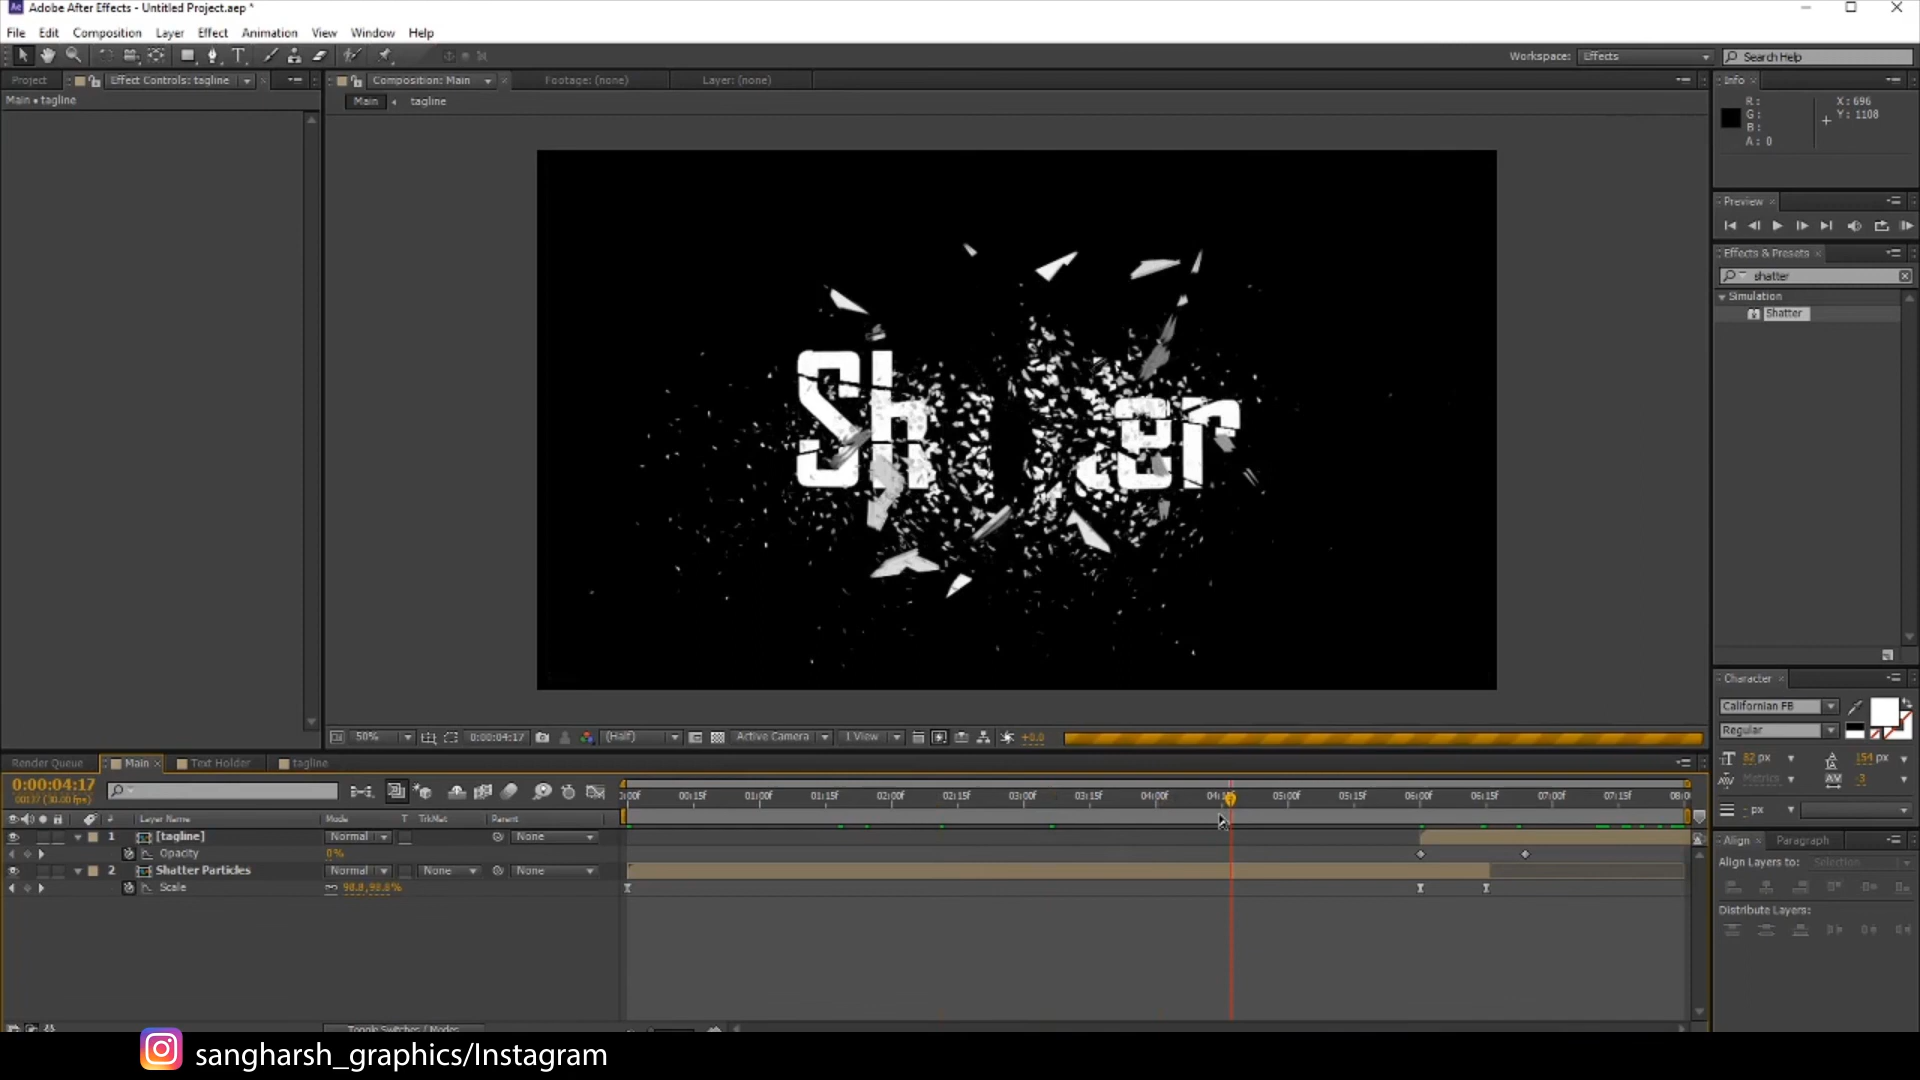 Adobe After Effects - Untitled Project.aep *
File Edit Composition Layer Effect Animation View Window Help
Workspace: Effects Search Help
Project Effect Controls: tagline Composition: Main Footage: (none) Layer: (none) Info
Main • tagline
Main tagline
R: X: 696
G: Y: 1108
B:
A: 0
Preview
Effects & Presets
shatter
Simulation
Shatter
Sh er
Character
Californian FB
Regular
82 px 154 px
Metrics -3
- px
50% 0:00:04:17 (Half) Active Camera 1 View +0.0
Render Queue Main Text Holder tagline
0:00:04:17
00137 (30.00 fps)
:00f 00:15f 01:00f 01:15f 02:00f 02:15f 03:00f 03:15f 04:00f 05:00f 05:15f 06:00f 06:15f 07:00f 07:15f 08:0
# Layer Name Mode T TrkMat Parent
1 [tagline] Normal None
Opacity 0%
2 Shatter Particles Normal None None
Scale 98.8,98.8%
Align Paragraph
Align Layers to: Selection
Distribute Layers:
Toggle Switches / Modes
sangharsh_graphics/Instagram